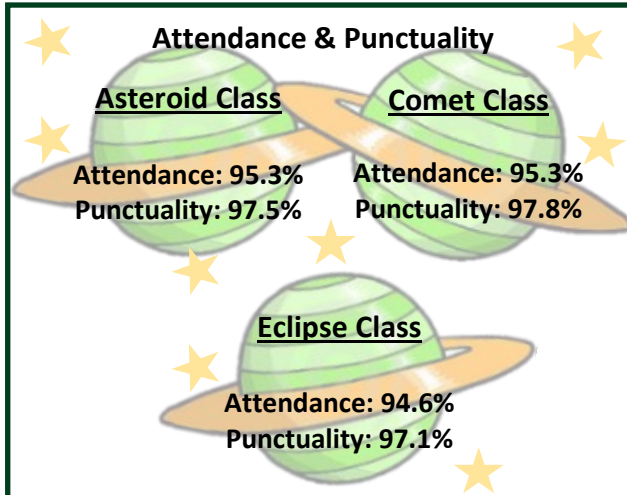 Attendance & Punctuality
Asteroid Class
Attendance: 95.3%
Punctuality: 97.5%
Comet Class
Attendance: 95.3%
Punctuality: 97.8%
Eclipse Class
Attendance: 94.6%
Punctuality: 97.1%